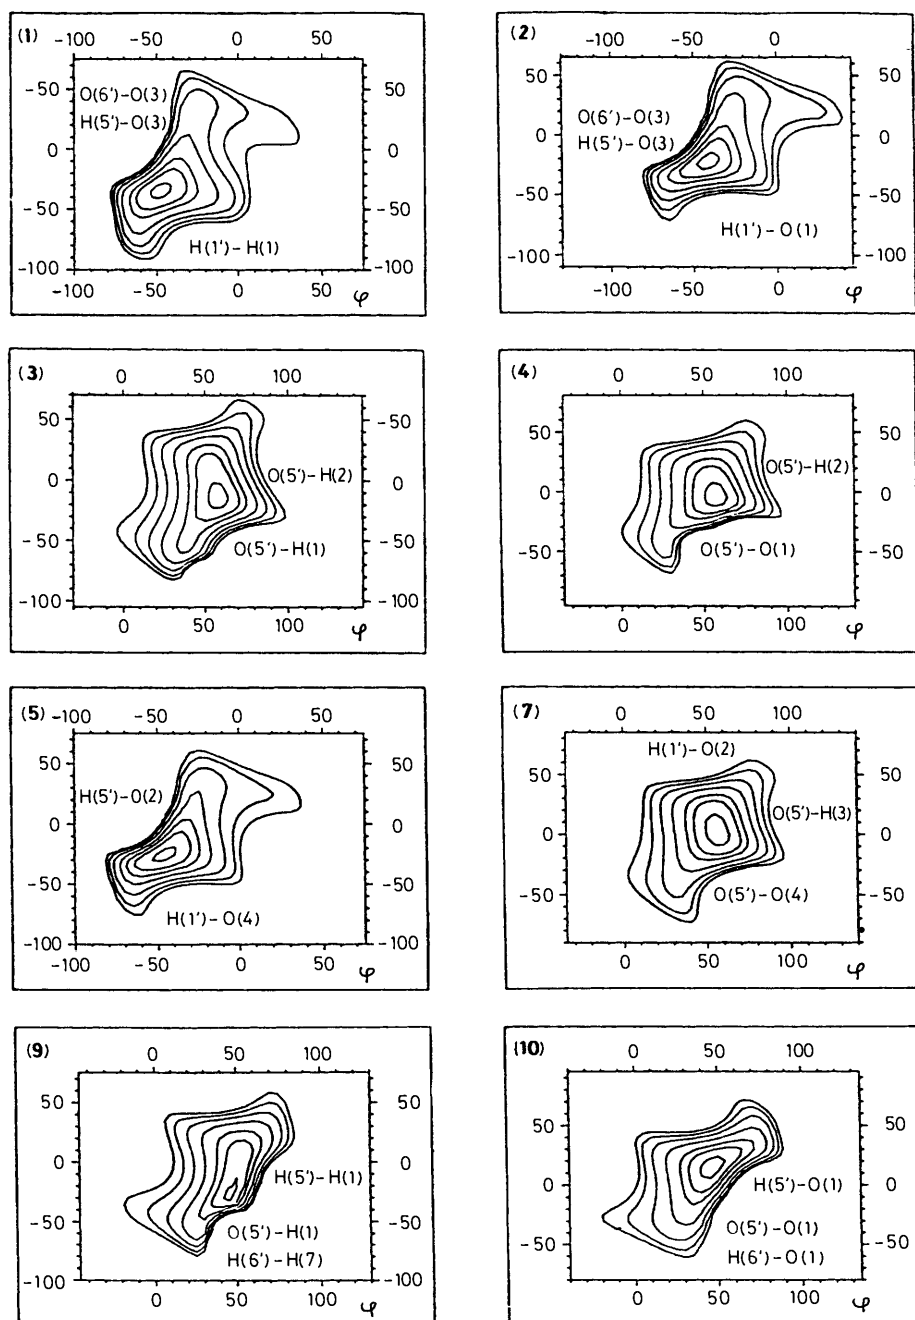 (1)
-100 -50 0 50
-50 0 -50 -100
50 0 -50 -100
O(6')-O(3)
H(5')-O(3)
H(1')-H(1)
-100 -50 0 50 φ
(2)
-100 -50 0
50 0 -50 -100
50 0 -50 -100
O(6')-O(3)
H(5')-O(3)
H(1')-O(1)
-100 -50 0 φ
(3)
0 50 100
50 0 -50 -100
-50 0 50 -100
O(5')-H(2)
O(5')-H(1)
0 50 100 φ
(4)
0 50 100
50 0 -50
50 0 -50
O(5')-H(2)
O(5')-O(1)
0 50 100 φ
(5)
-100 -50 0 50
50 0 -50 -100
50 0 -50 -100
H(5')-O(2)
H(1')-O(4)
-100 -50 0 50 φ
(7)
0 50 100
50 0 -50
50 0 -50
H(1')-O(2)
O(5')-H(3)
O(5')-O(4)
0 50 100 φ
(9)
0 50 100
50 0 -50 -100
50 0 -50 -100
H(5')-H(1)
O(5')-H(1)
H(6')-H(7)
0 50 100 φ
(10)
0 50 100
50 0 -50
50 0 -50
H(5')-O(1)
O(5')-O(1)
H(6')-O(1)
0 50 100 φ